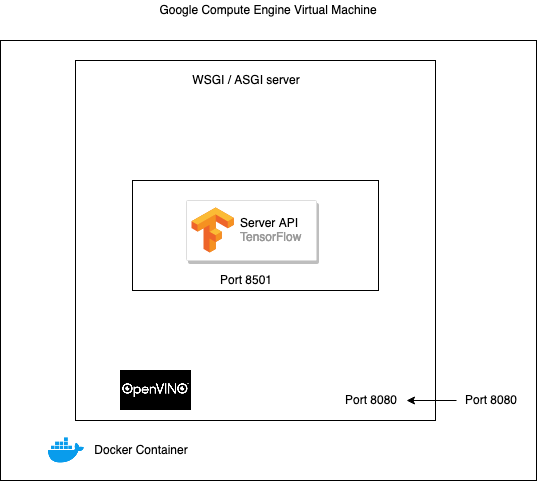 Google Compute Engine Virtual Machine
WSGI / ASGI server
Server API
TensorFlow
Port 8501
OpenVINO
Port 8080
Port 8080
Docker Container